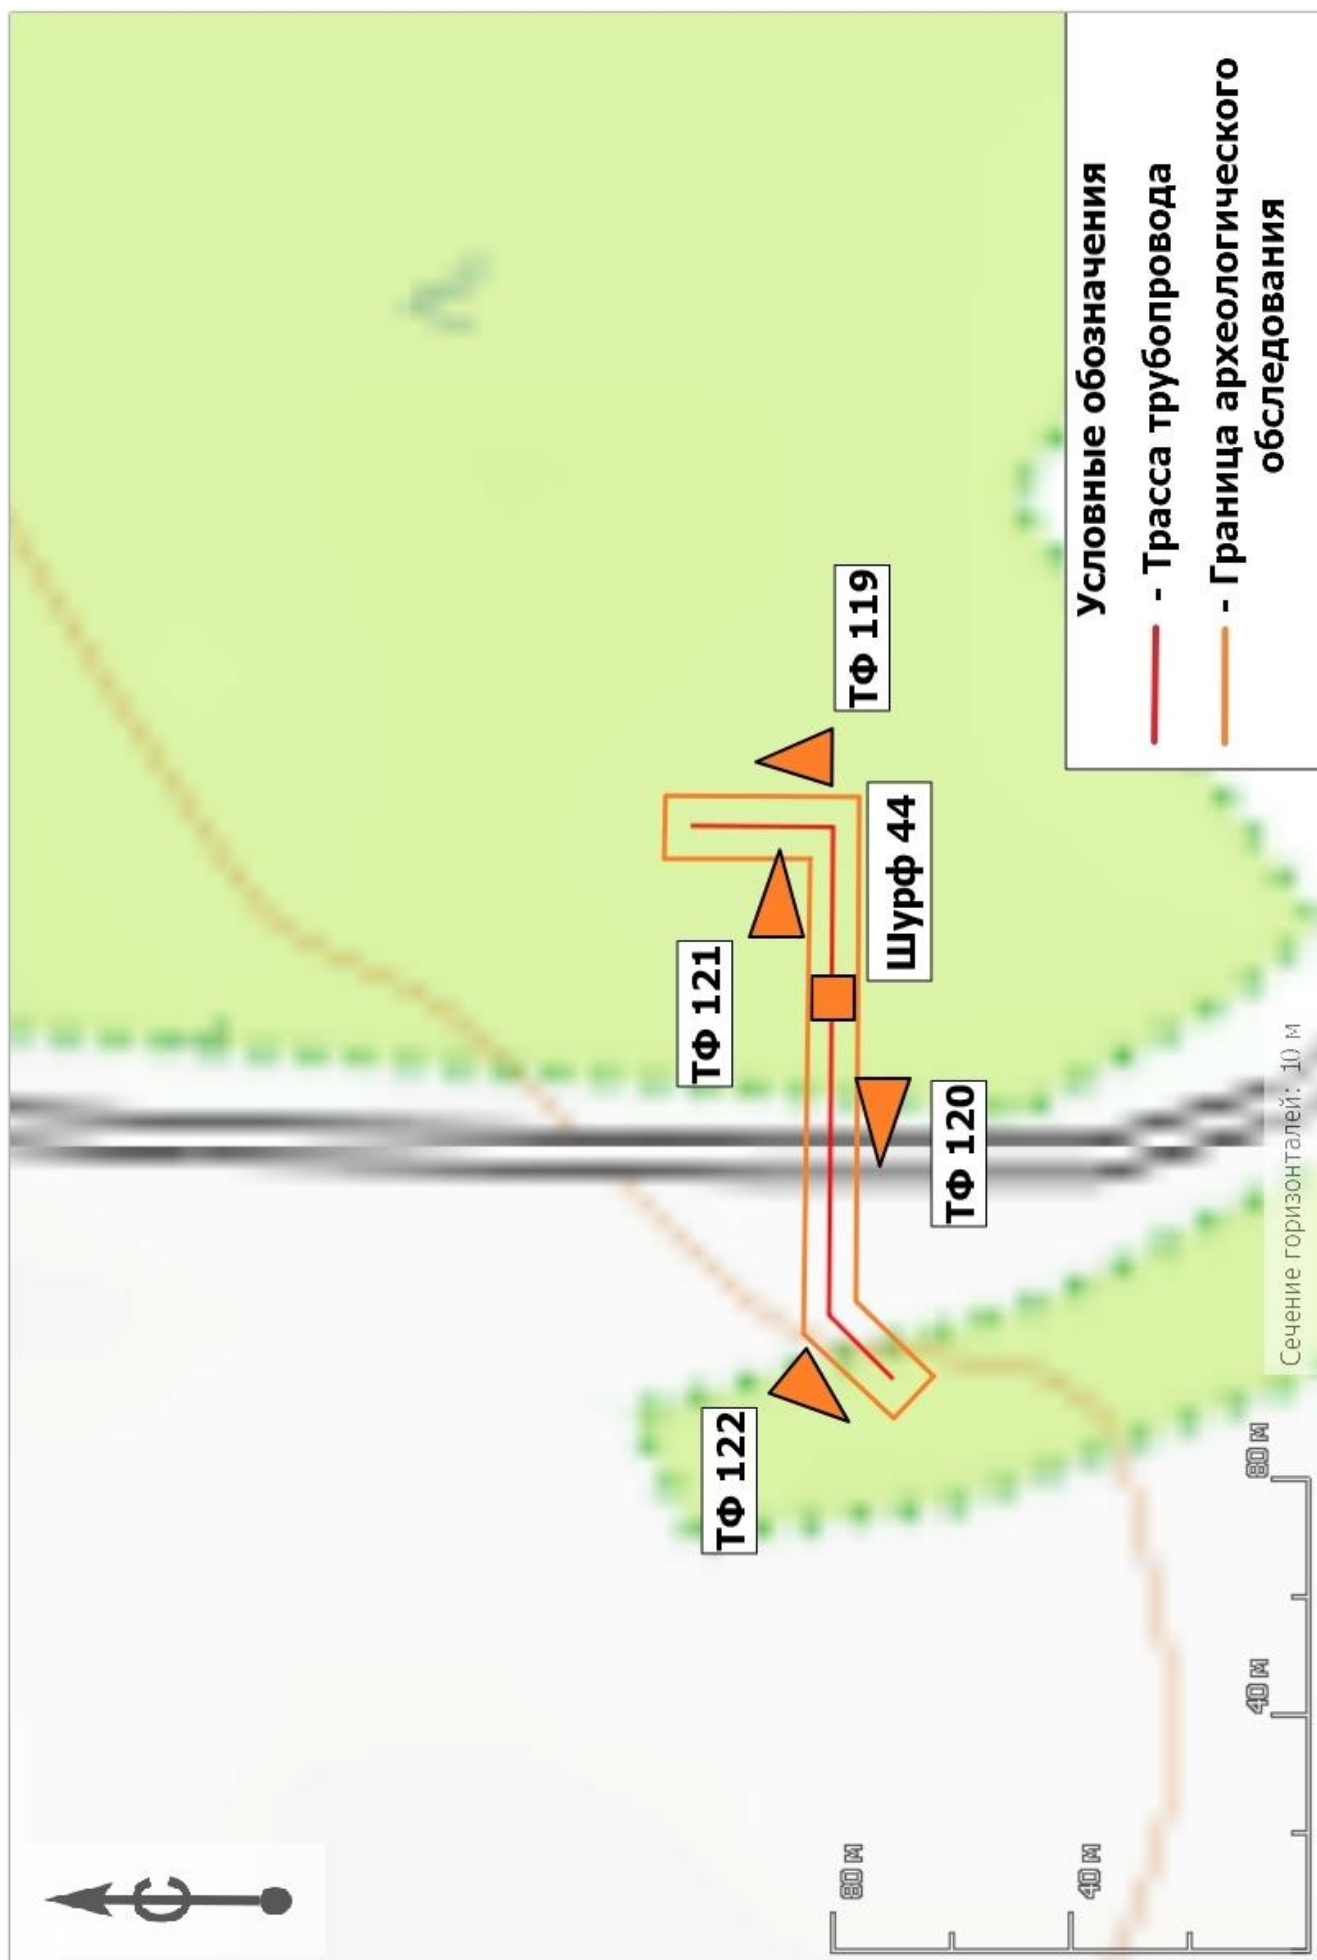 С
ТФ 122
ТФ 121
ТФ 119
Шурф 44
ТФ 120
Условные обозначения
- Трасса трубопровода
- Граница археологического
обследования
Сечение горизонталей: 10 м
80 м
40 м
40 м
80 м